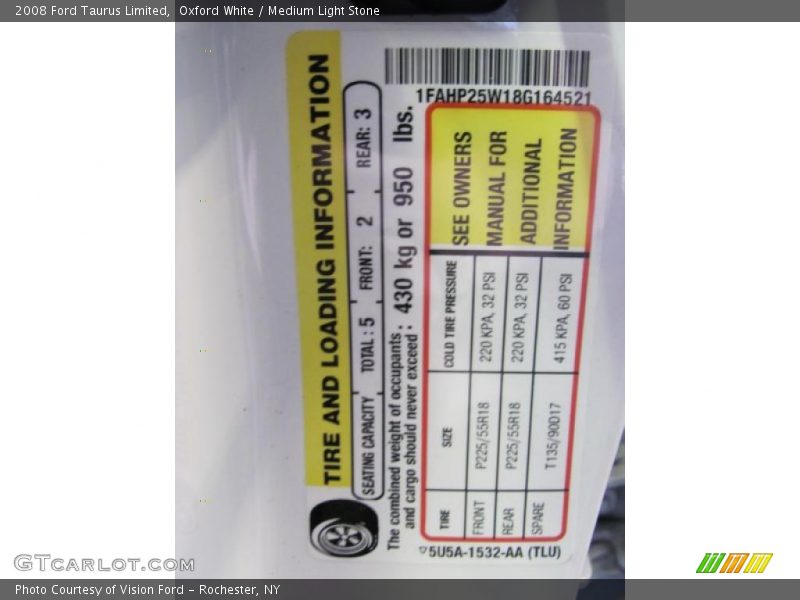 2008 Ford Taurus Limited,  Oxford White / Medium Light Stone
TIRE AND LOADING INFORMATION
SEATING CAPACITY TOTAL : 5 FRONT: 2 REAR: 3
The combined weight of occupants : 430 kg or 950 lbs.
and cargo should never exceed :
1FAHP25W18G164521
TIRE SIZE COLD TIRE PRESSURE
FRONT P225/55R18 220 KPA, 32 PSI
REAR P225/55R18 220 KPA, 32 PSI
SPARE T135/90D17 415 KPA, 60 PSI
SEE OWNERS
MANUAL FOR
ADDITIONAL
INFORMATION
5U5A-1532-AA (TLU)
GTCARLOT.COM
Photo Courtesy of Vision Ford - Rochester, NY